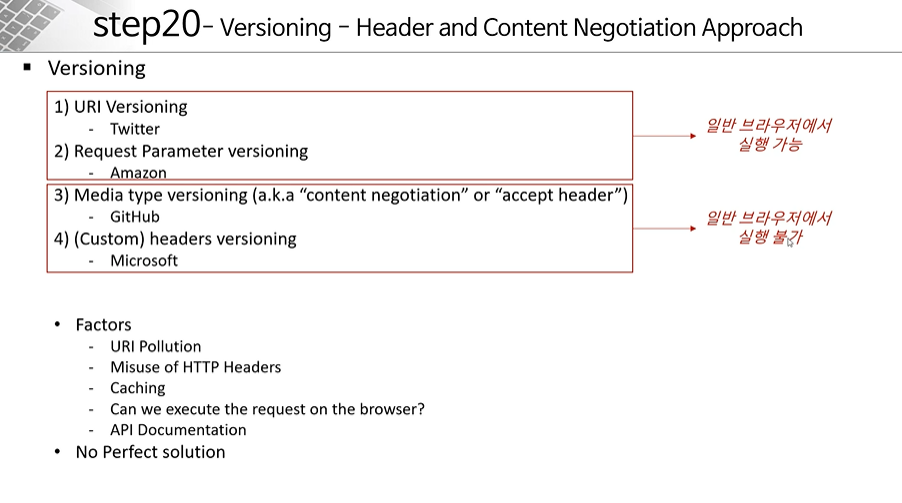 step20- Versioning – Header and Content Negotiation Approach
▪ Versioning
1) URI Versioning
- Twitter
2) Request Parameter versioning
- Amazon
일반 브라우저에서
실행 가능
3) Media type versioning (a.k.a “content negotiation” or “accept header”)
- GitHub
4) (Custom) headers versioning
- Microsoft
일반 브라우저에서
실행 불가
• Factors
- URI Pollution
- Misuse of HTTP Headers
- Caching
- Can we execute the request on the browser?
- API Documentation
• No Perfect solution